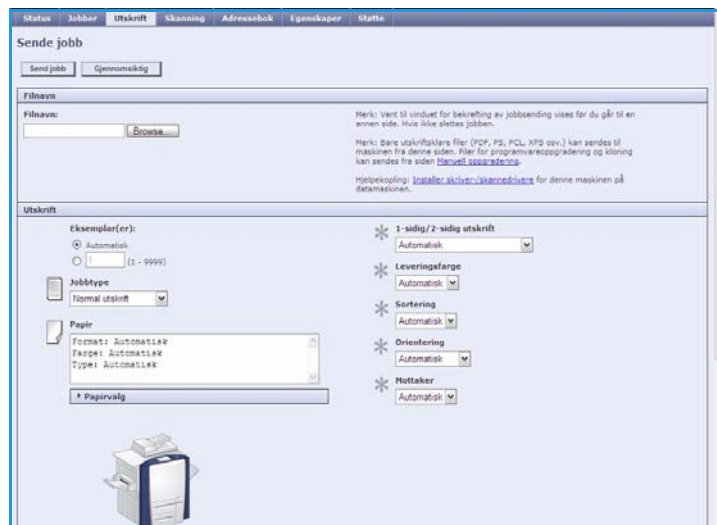 Status Jobber Utskrift Skanning Adressebok Egenskaper Støtte
Sende jobb
Send jobb Gjennomsiktig
Filnavn
Filnavn:
Browse...
Merk: Vent til vinduet for bekrefting av jobbsending vises før du går til en
annen side. Hvis ikke slettes jobben.
Merk: Bare utskriftsklare filer (PDF, PS, PCL, XPS osv.) kan sendes til
maskinen fra denne siden. Filer for programvareoppgradering og kloning
kan sendes fra siden Manuell oppgradering.
Hjelpekopling: Installer skriver-/skannedrivere for denne maskinen på
datamaskinen.
Utskrift
Eksemplar(er):
Automatisk
1 (1 - 9999)
Jobbtype
Normal utskrift
Papir
Format: Automatisk
Farge: Automatisk
Type: Automatisk
Papirvalg
1-sidig/2-sidig utskrift
Automatisk
Leveringsfarge
Automatisk
Sortering
Automatisk
Orientering
Automatisk
Mottaker
Automatisk